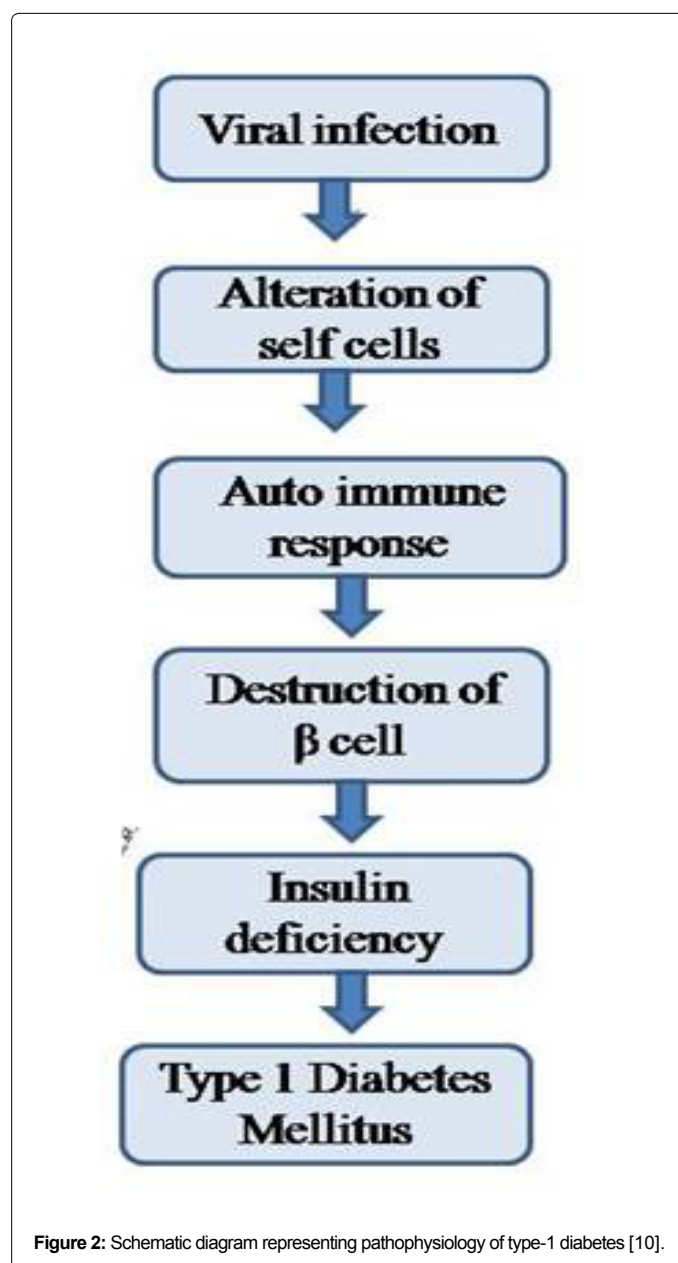 Viral infection
Alteration of
self cells
Auto immune
response
Destruction of
β cell
Insulin
deficiency
Type 1 Diabetes
Mellitus
Figure 2: Schematic diagram representing pathophysiology of type-1 diabetes [10].